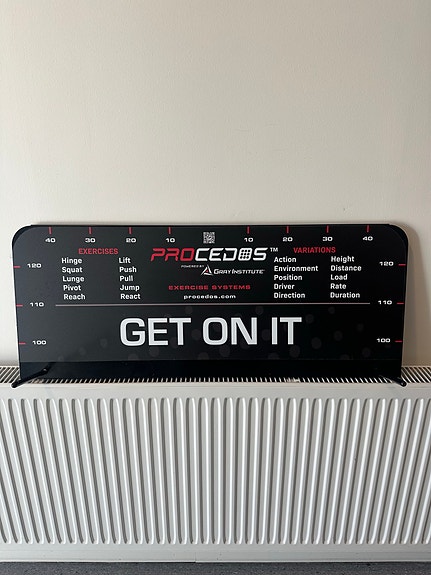 40 30 20 10 10 20 30 40
PROCEDOS™
POWERED BY GRAY INSTITUTE®
EXERCISE SYSTEMS
procedos.com
EXERCISES
Hinge Lift
Squat Push
Lunge Pull
Pivot Jump
Reach React
VARIATIONS
Action Height
Environment Distance
Position Load
Driver Rate
Direction Duration
120 120
110 110
100 100
GET ON IT